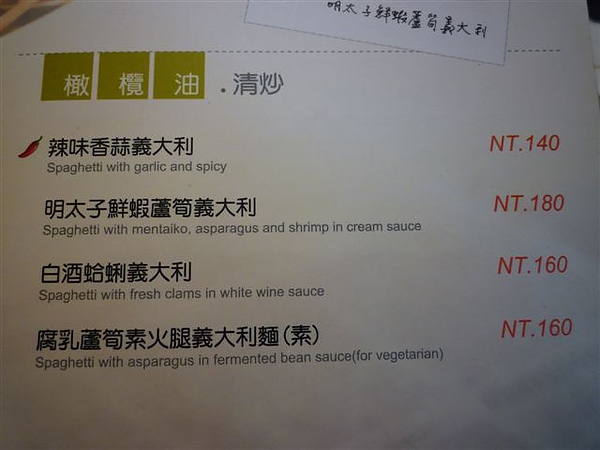 明太子鮮蝦蘆筍義大利
橄欖油.清炒
辣味香蒜義大利 NT.140
Spaghetti with garlic and spicy
明太子鮮蝦蘆筍義大利 NT.180
Spaghetti with mentaiko, asparagus and shrimp in cream sauce
白酒蛤蜊義大利 NT.160
Spaghetti with fresh clams in white wine sauce
腐乳蘆筍素火腿義大利麵(素) NT.160
Spaghetti with asparagus in fermented bean sauce(for vegetarian)